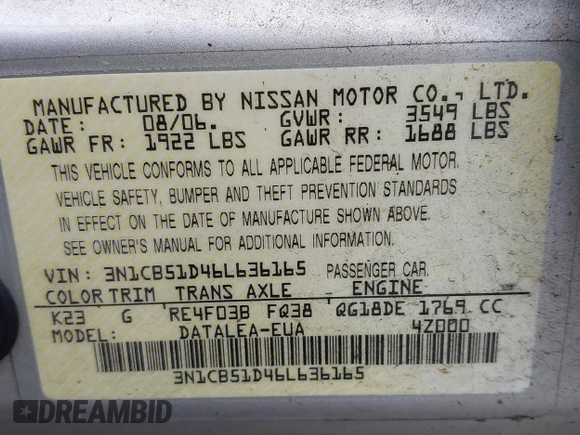 MANUFACTURED BY NISSAN MOTOR CO., LTD.
DATE: 08/06. GVWR: 3549 LBS
GAWR FR: 1922 LBS GAWR RR: 1688 LBS
THIS VEHICLE CONFORMS TO ALL APPLICABLE FEDERAL MOTOR
VEHICLE SAFETY, BUMPER AND THEFT PREVENTION STANDARDS
IN EFFECT ON THE DATE OF MANUFACTURE SHOWN ABOVE.
SEE OWNER'S MANUAL FOR ADDITIONAL INFORMATION.
VIN: 3N1CB51D46L636165 PASSENGER CAR
COLOR TRIM TRANS AXLE ENGINE
K23 G RE4F03B FQ38 QG18DE 1769 CC
MODEL: DATALEA-EUA 4Z000
3N1CB51D46L636165
DREAMBID